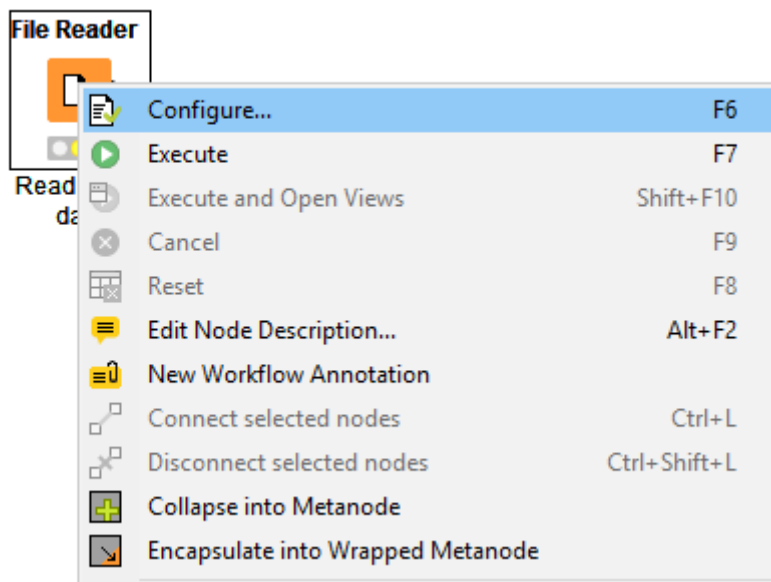 File Reader
Configure... F6
Execute F7
Read
Execute and Open Views Shift+F10
Cancel F9
Reset F8
Edit Node Description... Alt+F2
New Workflow Annotation
Connect selected nodes Ctrl+L
Disconnect selected nodes Ctrl+Shift+L
Collapse into Metanode
Encapsulate into Wrapped Metanode